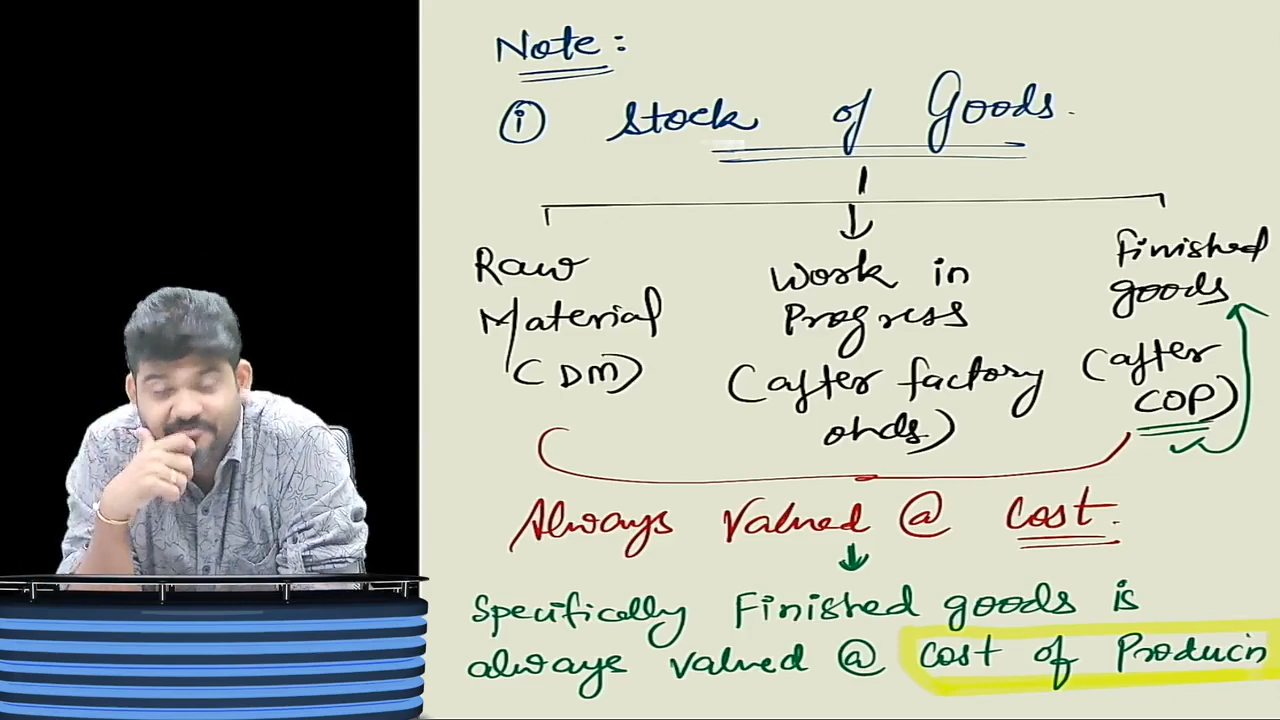 Note:
① Stock of Goods.
Raw
Material
(DM)
Work in
Progress
(after factory
ohds)
Finished
goods
(after
COP)
Always Valued @ Cost.
Specifically Finished goods is
always valued @ Cost of Producn